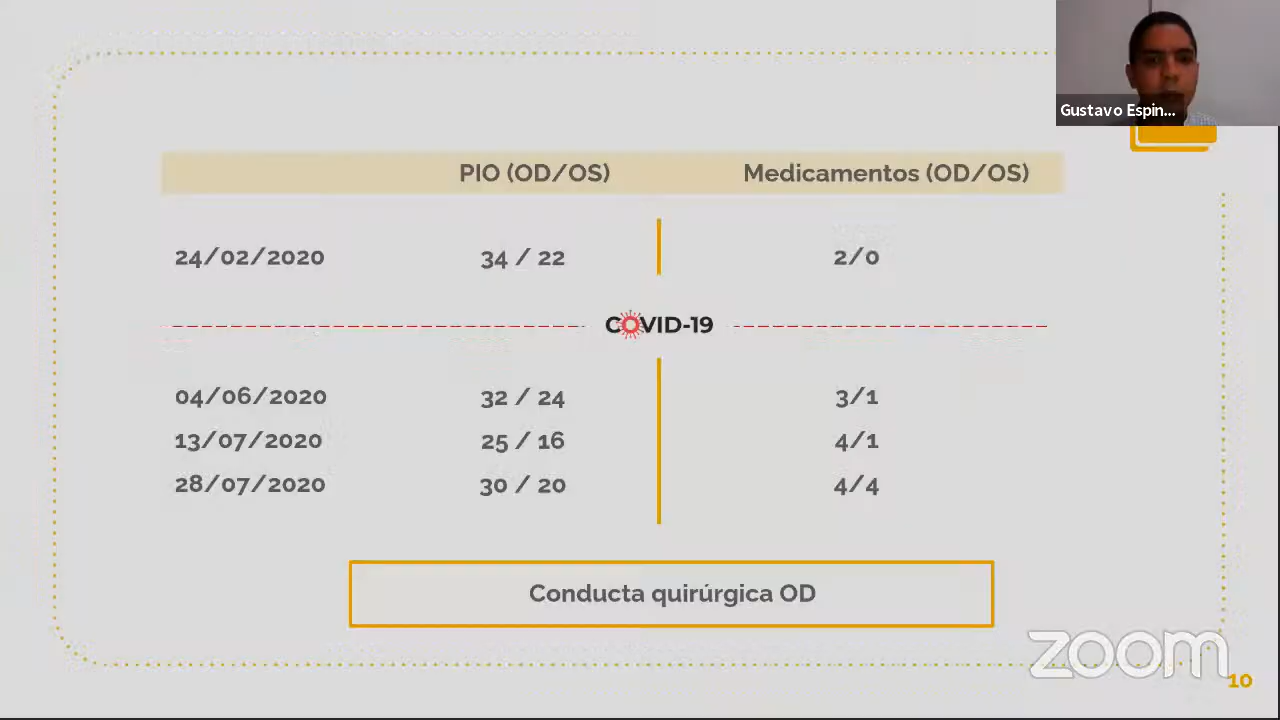 Gustavo Espin...
PIO (OD/OS) Medicamentos (OD/OS)
24/02/2020 34 / 22 2/0
COVID-19
04/06/2020 32 / 24 3/1
13/07/2020 25 / 16 4/1
28/07/2020 30 / 20 4/4
Conducta quirúrgica OD
zoom
10